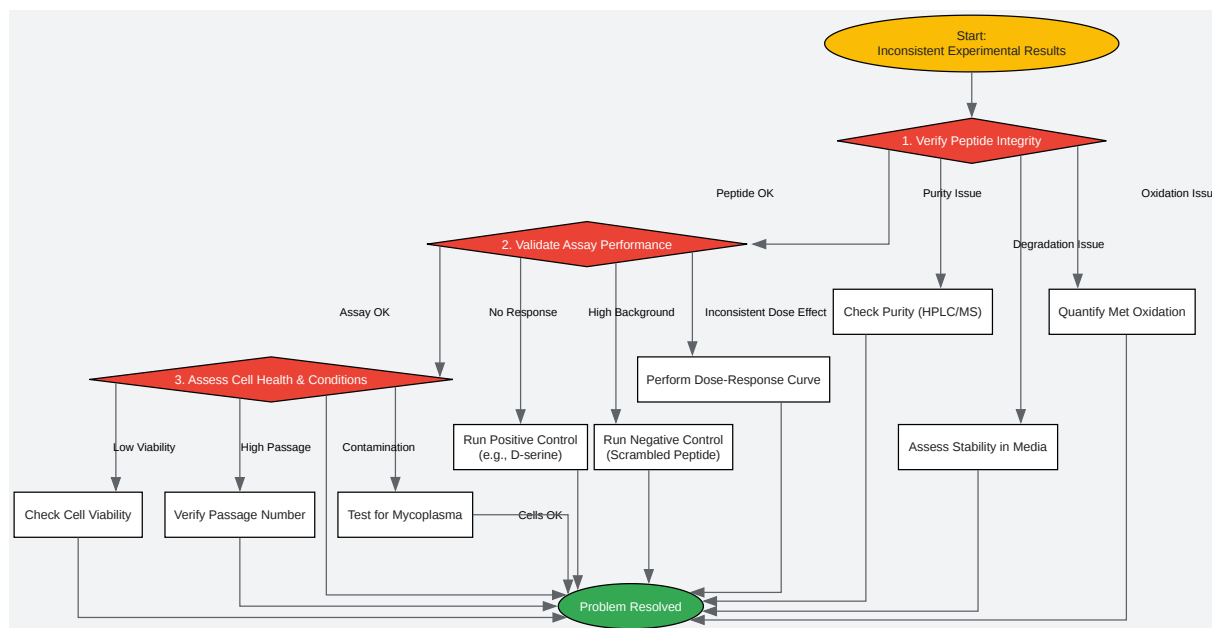 Start:
Inconsistent Experimental Results
1. Verify Peptide Integrity
Peptide OK
Purity Issue
Oxidation Issu
2. Validate Assay Performance
Degradation Issue
Assay OK
No Response
High Background
Inconsistent Dose Effect
Check Purity (HPLC/MS)
Quantify Met Oxidation
3. Assess Cell Health & Conditions
Perform Dose-Response Curve
Low Viability
High Passage
Contamination
Run Positive Control
(e.g., D-serine)
Run Negative Control
(Scrambled Peptide)
Assess Stability in Media
Check Cell Viability
Verify Passage Number
Test for Mycoplasma
Cells OK
Problem Resolved